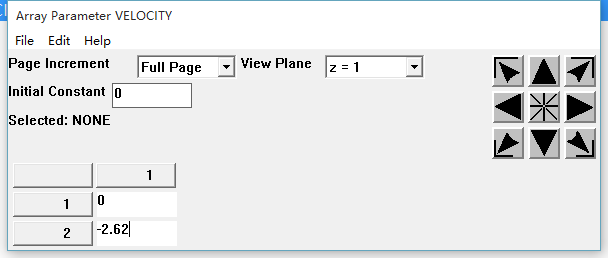 Array Parameter VELOCITY
File Edit Help
Page Increment Full Page View Plane z = 1
Initial Constant 0
Selected: NONE
1
1 0
2 -2.62